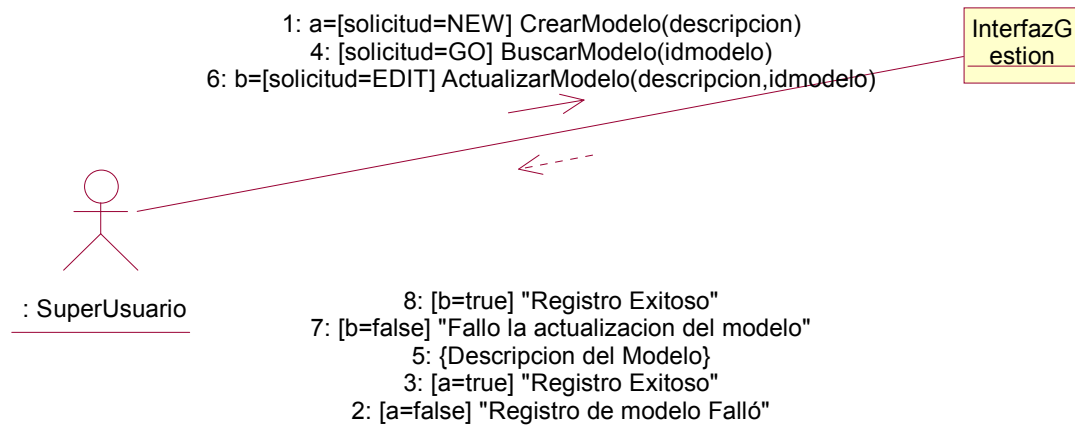 1: a=[solicitud=NEW] CrearModelo(descripcion)
4: [solicitud=GO] BuscarModelo(idmodelo)
6: b=[solicitud=EDIT] ActualizarModelo(descripcion,idmodelo)
InterfazG
estion
: SuperUsuario
8: [b=true] "Registro Exitoso"
7: [b=false] "Fallo la actualizacion del modelo"
5: {Descripcion del Modelo}
3: [a=true] "Registro Exitoso"
2: [a=false] "Registro de modelo Falló"